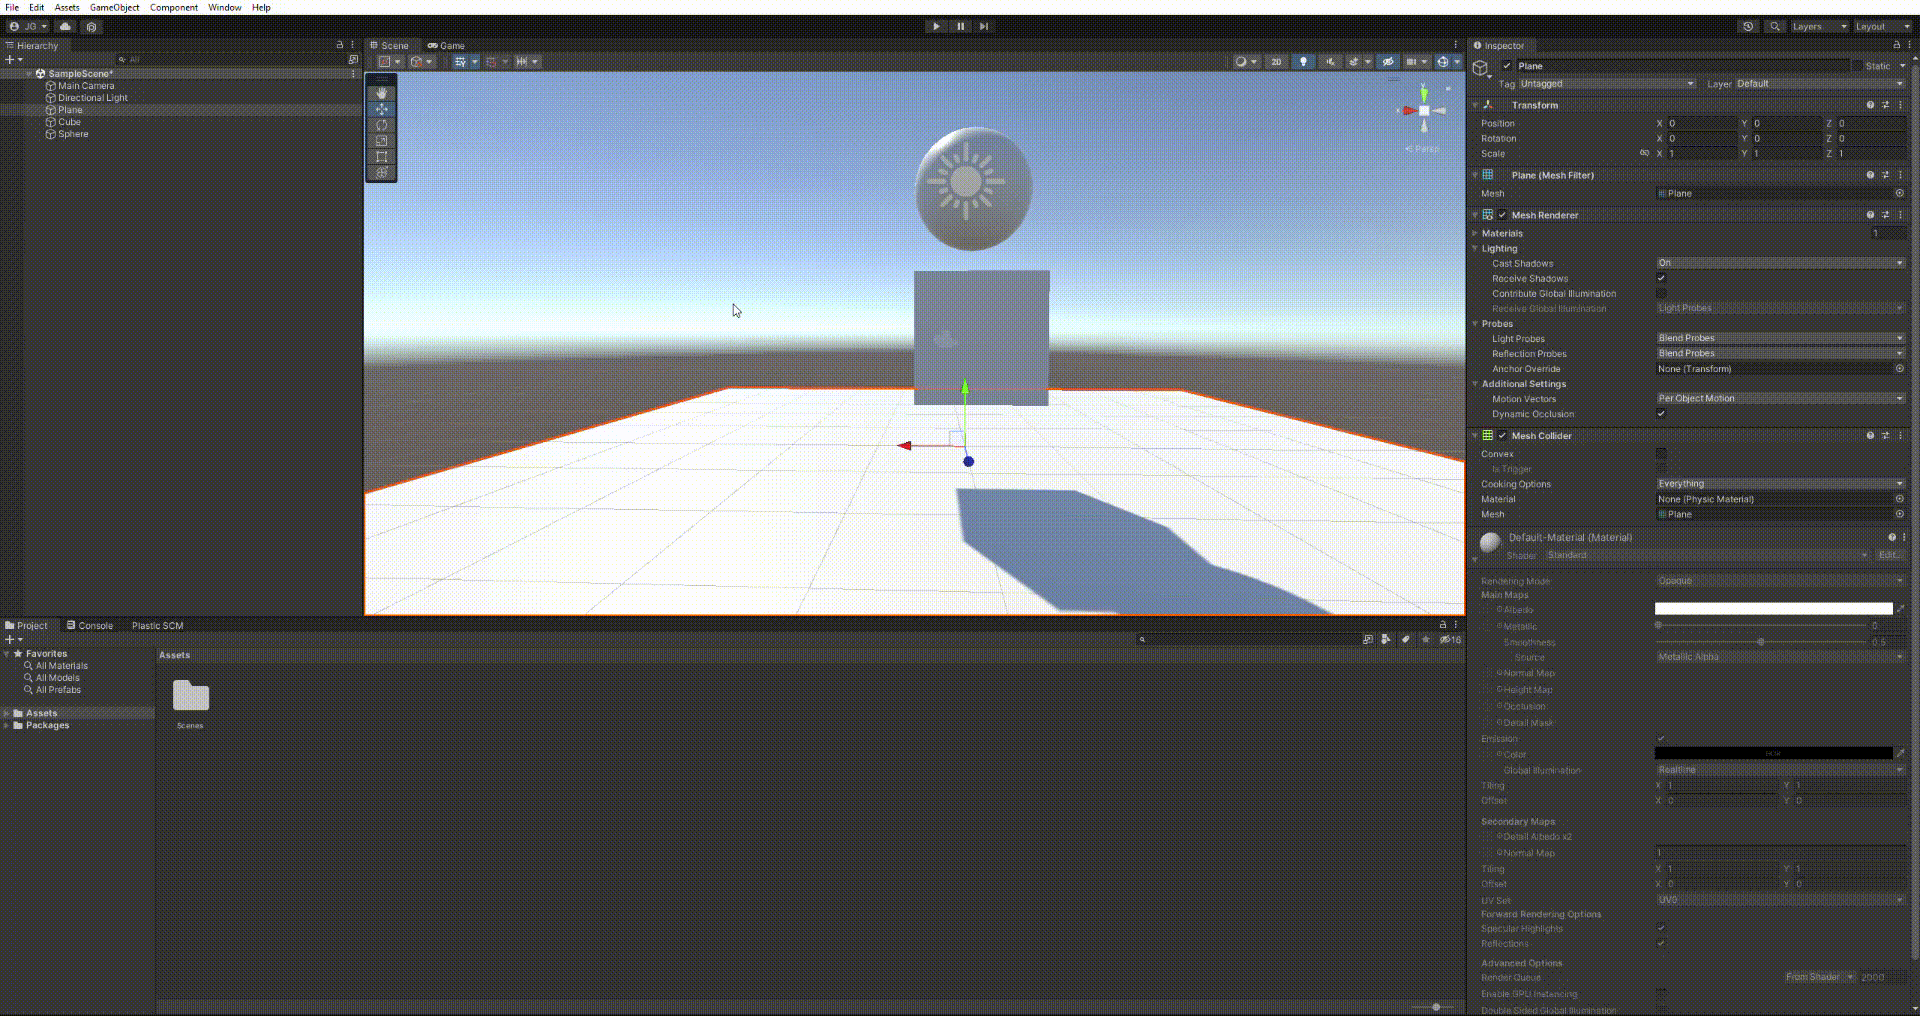 File Edit Assets GameObject Component Window Help
JG Layers Layout
Hierarchy Scene Game Inspector
All
2D
SampleScene*
Main Camera
Directional Light
Plane
Cube
Sphere
Persp
Plane Static
Tag Untagged Layer Default
Transform
Position X 0 Y 0 Z 0
Rotation X 0 Y 0 Z 0
Scale X 1 Y 1 Z 1
Plane (Mesh Filter)
Mesh Plane
Mesh Renderer
Materials 1
Lighting
Cast Shadows On
Receive Shadows
Contribute Global Illumination
Receive Global Illumination Light Probes
Probes
Light Probes Blend Probes
Reflection Probes Blend Probes
Anchor Override None (Transform)
Additional Settings
Motion Vectors Per Object Motion
Dynamic Occlusion
Mesh Collider
Convex
Is Trigger
Cooking Options Everything
Material None (Physic Material)
Mesh Plane
Default-Material (Material)
Shader Standard Edit...
Rendering Mode Opaque
Main Maps
Albedo
Metallic 0
Smoothness 0.5
Source Metallic Alpha
Normal Map
Height Map
Occlusion
Detail Mask
Emission
Color HDR
Global Illumination Realtime
Tiling X 1 Y 1
Offset X 0 Y 0
Secondary Maps
Detail Albedo x2
Normal Map 1
Tiling X 1 Y 1
Offset X 0 Y 0
UV Set UV0
Forward Rendering Options
Specular Highlights
Reflections
Advanced Options
Render Queue From Shader 2000
Enable GPU Instancing
Double Sided Global Illumination
Project Console Plastic SCM
16
Favorites
All Materials
All Models
All Prefabs
Assets
Packages
Assets
Scenes